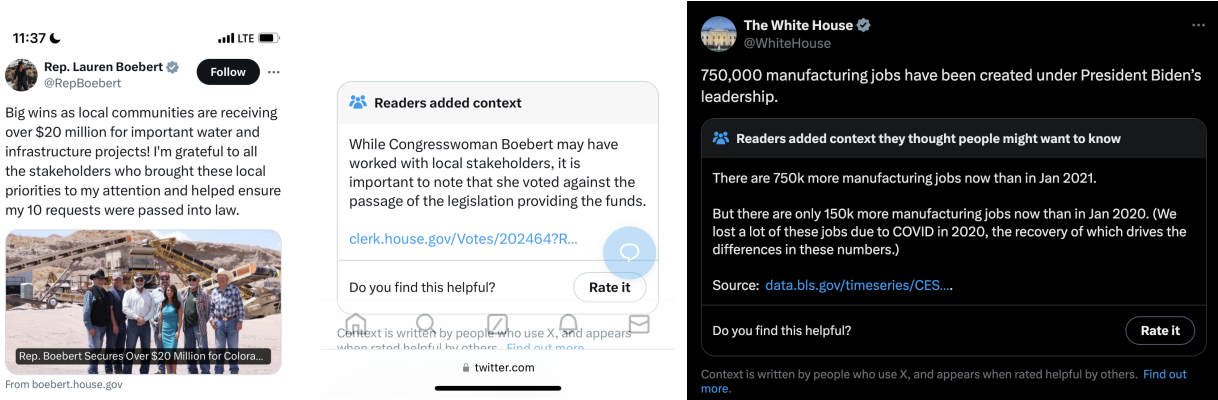 11:37
LTE
Rep. Lauren Boebert
Follow
@RepBoebert
Big wins as local communities are receiving
over $20 million for important water and
infrastructure projects! I'm grateful to all
the stakeholders who brought these local
priorities to my attention and helped ensure
my 10 requests were passed into law.
Rep. Boebert Secures Over $20 Million for Colora...
From boebert.house.gov
Readers added context
While Congresswoman Boebert may have
worked with local stakeholders, it is
important to note that she voted against the
passage of the legislation providing the funds.
clerk.house.gov/Votes/202464?R...
Do you find this helpful?
Rate it
Context is written by people who use X, and appears
when rated helpful by others. Find out more.
twitter.com
The White House
@WhiteHouse
750,000 manufacturing jobs have been created under President Biden's
leadership.
Readers added context they thought people might want to know
There are 750k more manufacturing jobs now than in Jan 2021.
But there are only 150k more manufacturing jobs now than in Jan 2020. (We
lost a lot of these jobs due to COVID in 2020, the recovery of which drives the
differences in these numbers.)
Source: data.bls.gov/timeseries/CES....
Do you find this helpful?
Rate it
Context is written by people who use X, and appears when rated helpful by others. Find out
more.